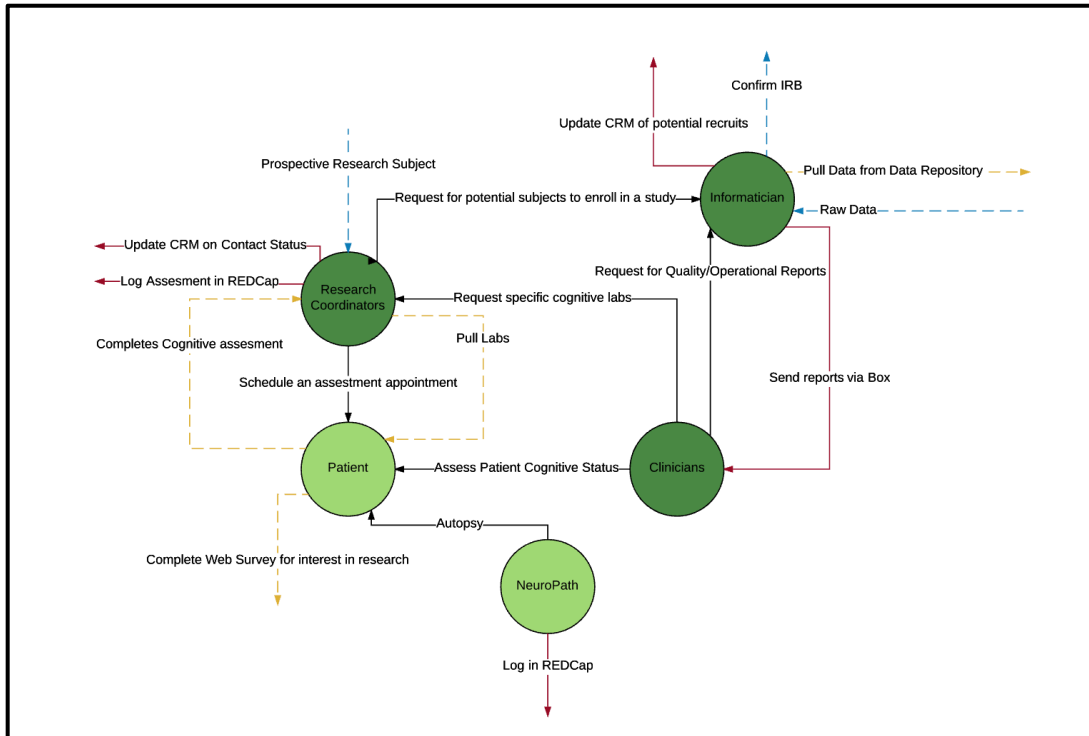 Confirm IRB
Update CRM of potential recruits
Prospective Research Subject
Pull Data from Data Repository
Request for potential subjects to enroll in a study
Informatician
Raw Data
Update CRM on Contact Status
Request for Quality/Operational Reports
Log Assesment in REDCap
Research
Coordinators
Request specific cognitive labs
Completes Cognitive assesment
Pull Labs
Schedule an assestment appointment
Send reports via Box
Patient
Assess Patient Cognitive Status
Clinicians
Autopsy
Complete Web Survey for interest in research
NeuroPath
Log in REDCap